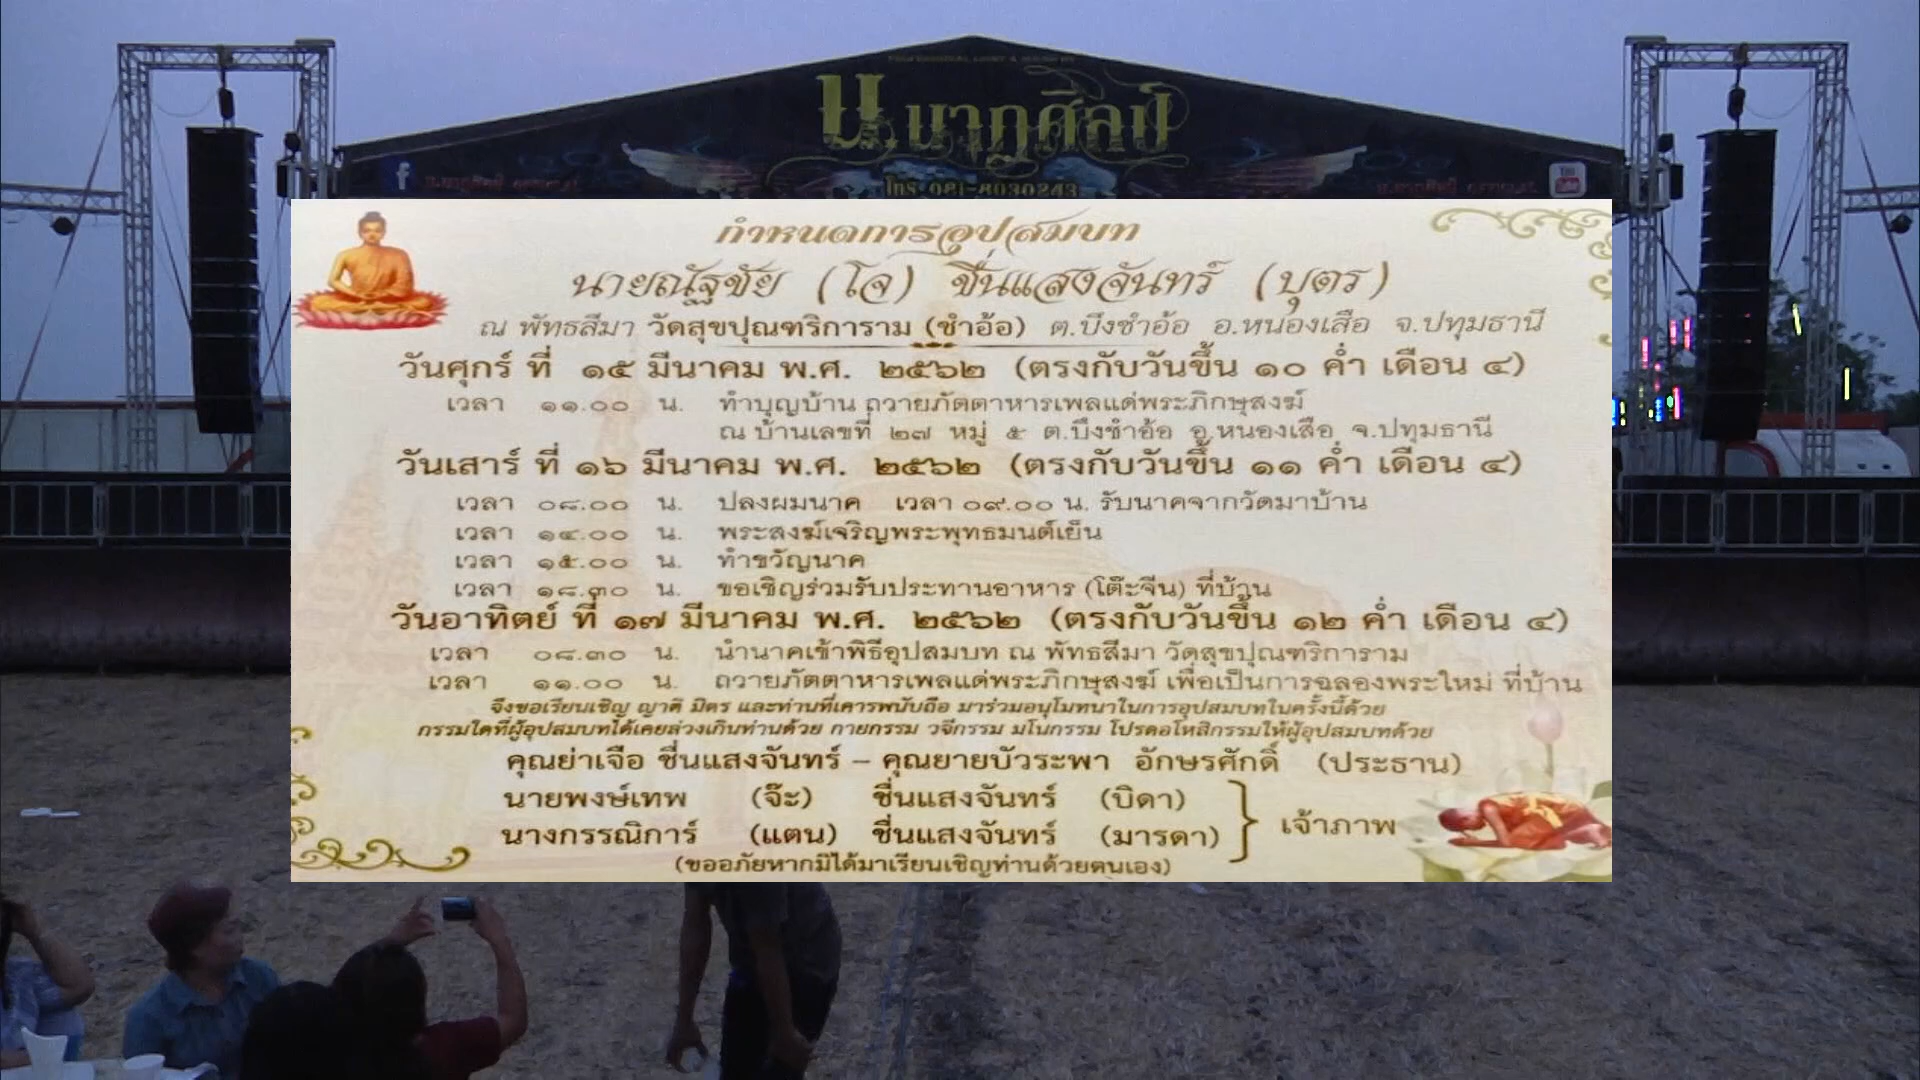 น.นาฏศิลป์
โทร. 081-8030243
กำหนดการอุปสมบท
นายณัฐชัย (โจ) ชื่นแสงจันทร์ (บุตร)
ณ พัทธสีมา วัดสุขปุณฑริการาม (ชำอ้อ) ต.บึงชำอ้อ อ.หนองเสือ จ.ปทุมธานี
วันศุกร์ ที่ ๑๕ มีนาคม พ.ศ. ๒๕๖๒ (ตรงกับวันขึ้น ๑๐ ค่ำ เดือน ๔)
เวลา ๑๑.๐๐ น. ทำบุญบ้าน ถวายภัตตาหารเพลแด่พระภิกษุสงฆ์
ณ บ้านเลขที่ ๒๗ หมู่ ๕ ต.บึงชำอ้อ อ.หนองเสือ จ.ปทุมธานี
วันเสาร์ ที่ ๑๖ มีนาคม พ.ศ. ๒๕๖๒ (ตรงกับวันขึ้น ๑๑ ค่ำ เดือน ๔)
เวลา ๐๘.๐๐ น. ปลงผมนาค เวลา ๐๙.๐๐ น. รับนาคจากวัดมาบ้าน
เวลา ๑๔.๐๐ น. พระสงฆ์เจริญพระพุทธมนต์เย็น
เวลา ๑๕.๐๐ น. ทำขวัญนาค
เวลา ๑๘.๓๐ น. ขอเชิญร่วมรับประทานอาหาร (โต๊ะจีน) ที่บ้าน
วันอาทิตย์ ที่ ๑๗ มีนาคม พ.ศ. ๒๕๖๒ (ตรงกับวันขึ้น ๑๒ ค่ำ เดือน ๔)
เวลา ๐๘.๓๐ น. นำนาคเข้าพิธีอุปสมบท ณ พัทธสีมา วัดสุขปุณฑริการาม
เวลา ๑๑.๐๐ น. ถวายภัตตาหารเพลแด่พระภิกษุสงฆ์ เพื่อเป็นการฉลองพระใหม่ ที่บ้าน
จึงขอเรียนเชิญ ญาติ มิตร และท่านที่เคารพนับถือ มาร่วมอนุโมทนาในการอุปสมบทในครั้งนี้ด้วย
กรรมใดที่ผู้อุปสมบทได้เคยล่วงเกินท่านด้วย กายกรรม วจีกรรม มโนกรรม โปรดอโหสิกรรมให้ผู้อุปสมบทด้วย
คุณย่าเจือ ชื่นแสงจันทร์ – คุณยายบัวระพา อักษรศักดิ์ (ประธาน)
นายพงษ์เทพ (จ๊ะ) ชื่นแสงจันทร์ (บิดา)
นางกรรณิการ์ (แตน) ชื่นแสงจันทร์ (มารดา) เจ้าภาพ
(ขออภัยหากมิได้มาเรียนเชิญท่านด้วยตนเอง)